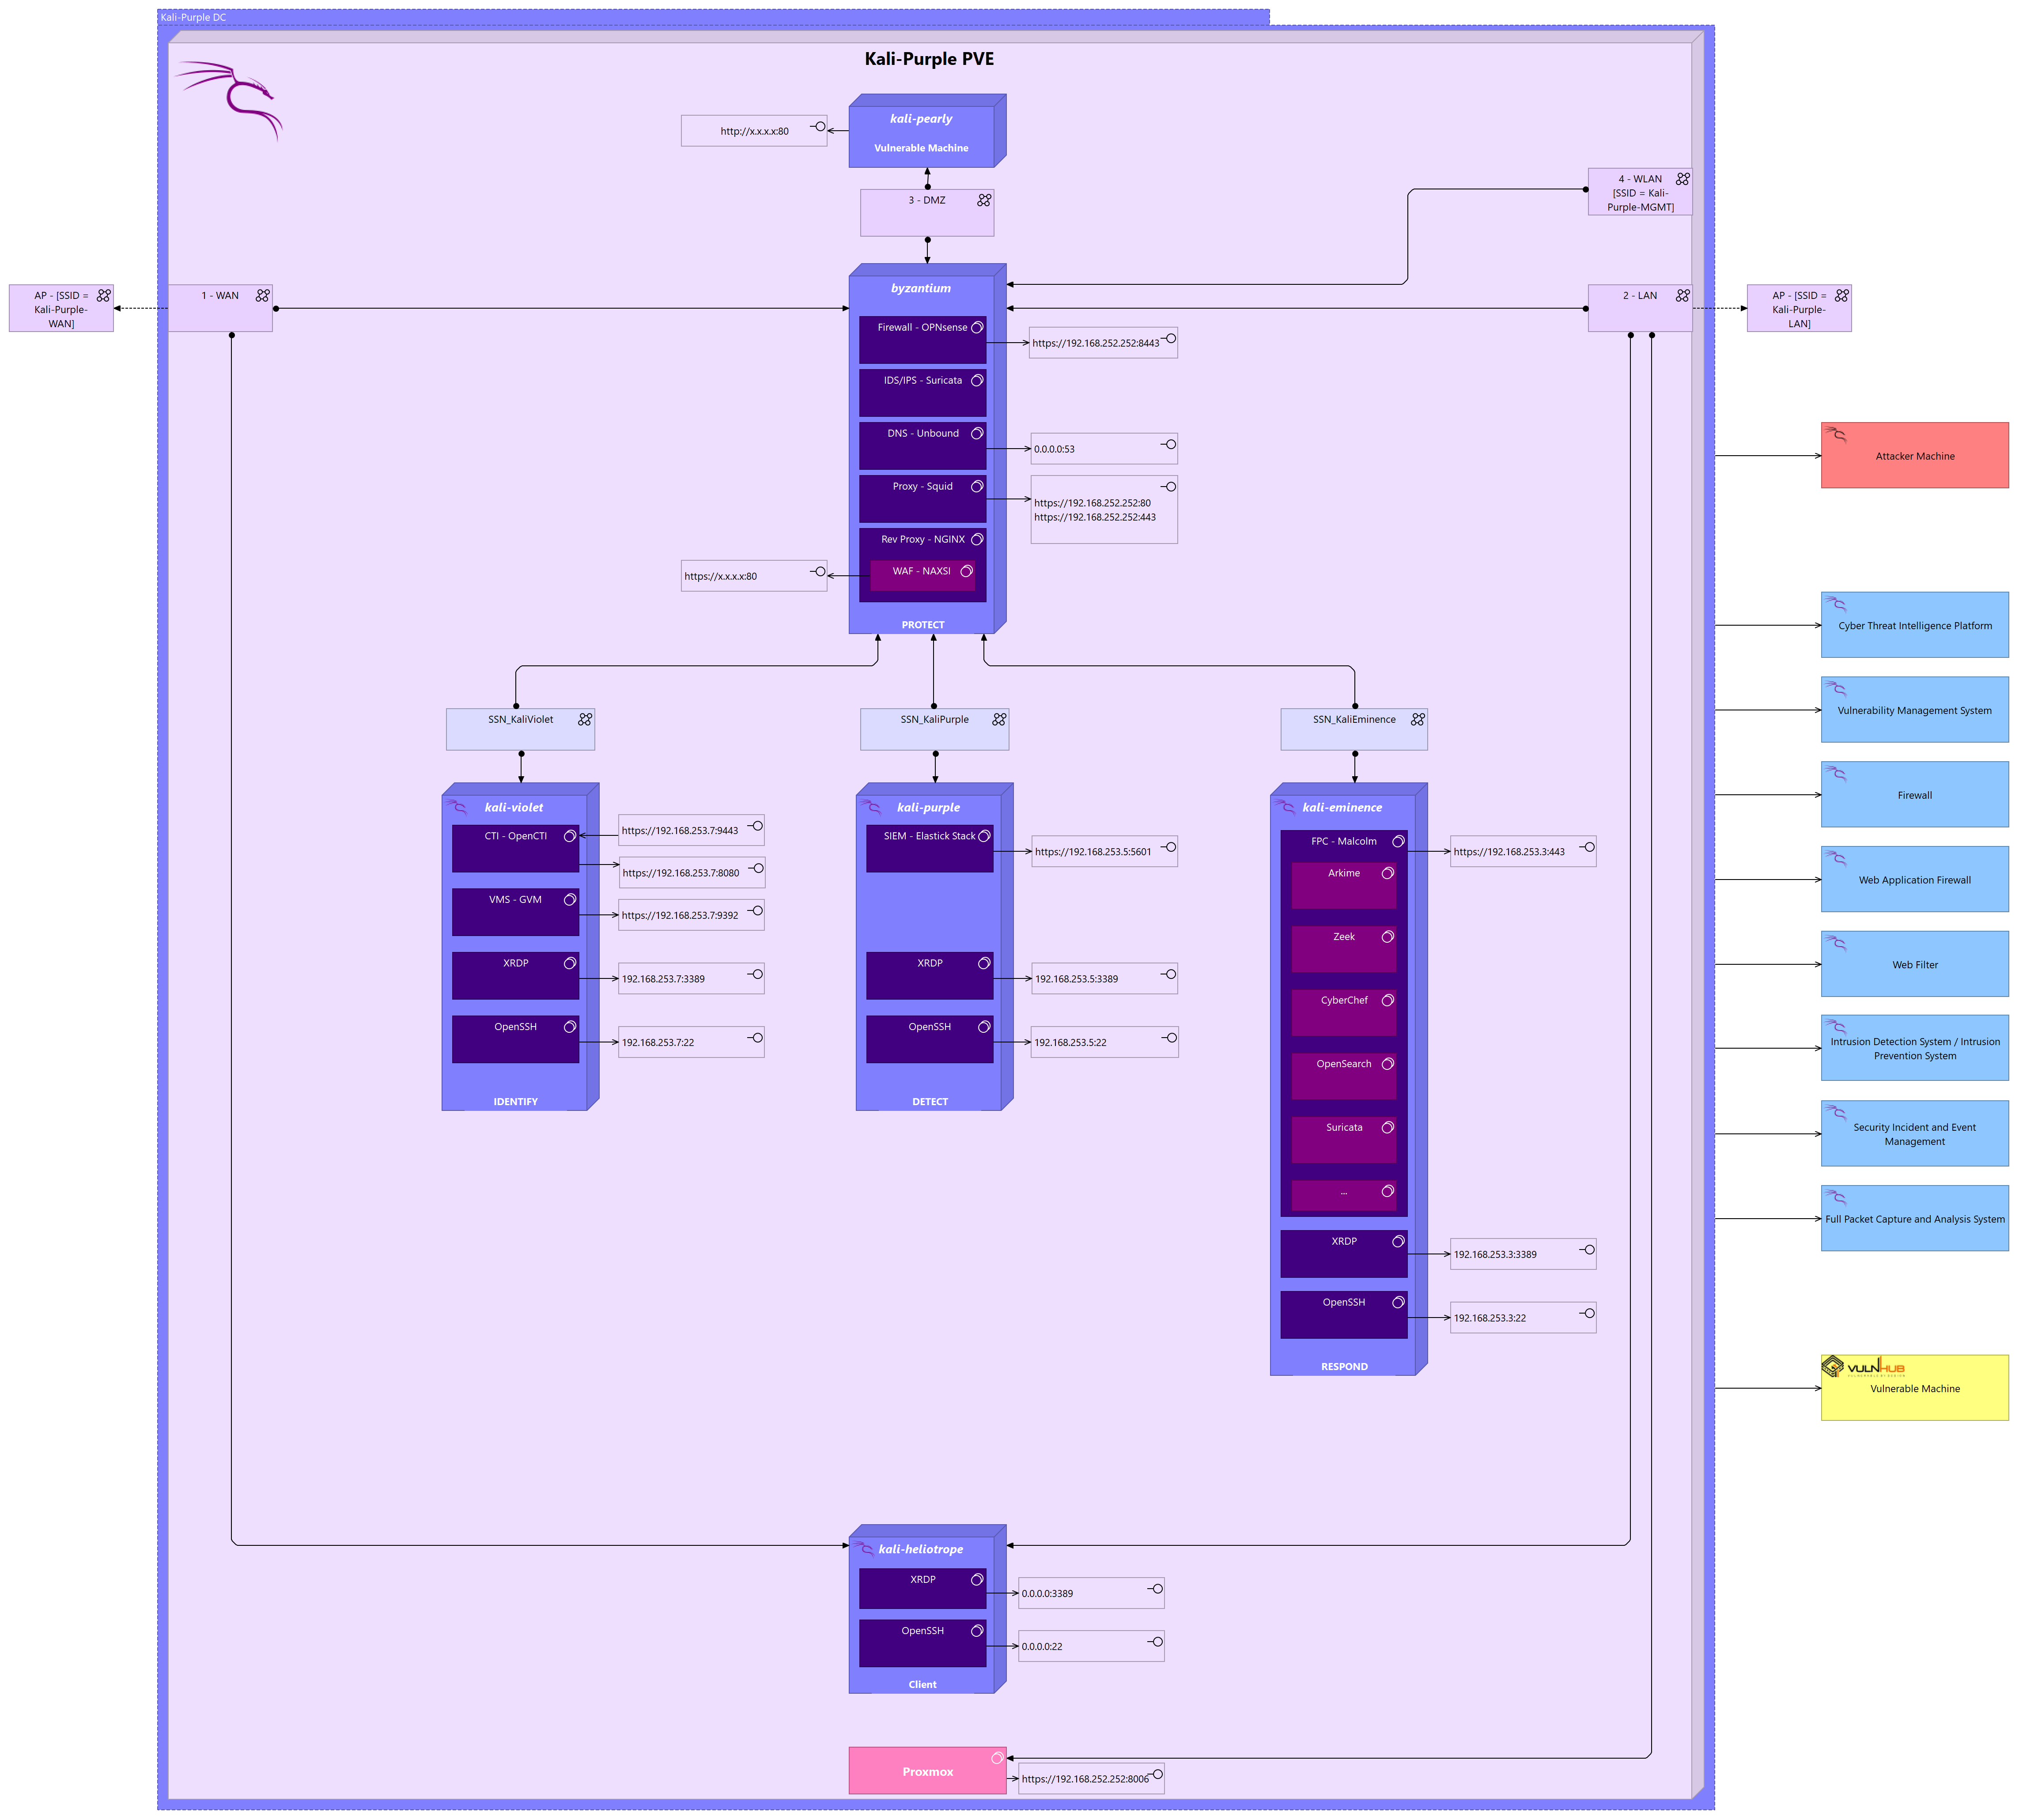 Kali-Purple DC
Kali-Purple PVE
kali-pearly
Vulnerable Machine
http://x.x.x.x:80
3 - DMZ
4 - WLAN
[SSID = Kali-
Purple-MGMT]
AP - [SSID =
Kali-Purple-
WAN]
1 - WAN
2 - LAN
AP - [SSID =
Kali-Purple-
LAN]
byzantium
Firewall - OPNsense
https://192.168.252.252:8443
IDS/IPS - Suricata
DNS - Unbound
0.0.0.0:53
Proxy - Squid
https://192.168.252.252:80
https://192.168.252.252:443
Rev Proxy - NGINX
WAF - NAXSI
https://x.x.x.x:80
PROTECT
SSN_KaliViolet
SSN_KaliPurple
SSN_KaliEminence
kali-violet
CTI - OpenCTI
https://192.168.253.7:9443
https://192.168.253.7:8080
VMS - GVM
https://192.168.253.7:9392
XRDP
192.168.253.7:3389
OpenSSH
192.168.253.7:22
IDENTIFY
kali-purple
SIEM - Elastick Stack
https://192.168.253.5:5601
XRDP
192.168.253.5:3389
OpenSSH
192.168.253.5:22
DETECT
kali-eminence
FPC - Malcolm
https://192.168.253.3:443
Arkime
Zeek
CyberChef
OpenSearch
Suricata
...
XRDP
192.168.253.3:3389
OpenSSH
192.168.253.3:22
RESPOND
kali-heliotrope
XRDP
0.0.0.0:3389
OpenSSH
0.0.0.0:22
Client
Proxmox
https://192.168.252.252:8006
Attacker Machine
Cyber Threat Intelligence Platform
Vulnerability Management System
Firewall
Web Application Firewall
Web Filter
Intrusion Detection System / Intrusion
Prevention System
Security Incident and Event
Management
Full Packet Capture and Analysis System
VULNHUB
VULNERABLE BY DESIGN
Vulnerable Machine